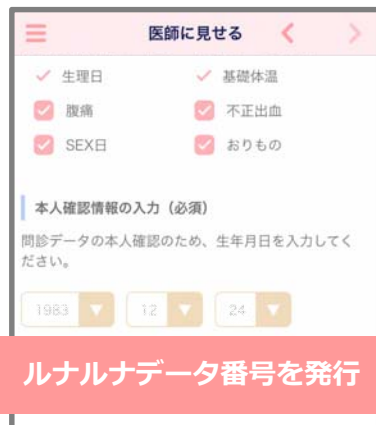 医師に見せる
生理日 基礎体温
腹痛 不正出血
SEX日 おりもの
本人確認情報の入力（必須）
問診データの本人確認のため、生年月日を入力してく
ださい。
1983 12 24
ルナルナデータ番号を発行